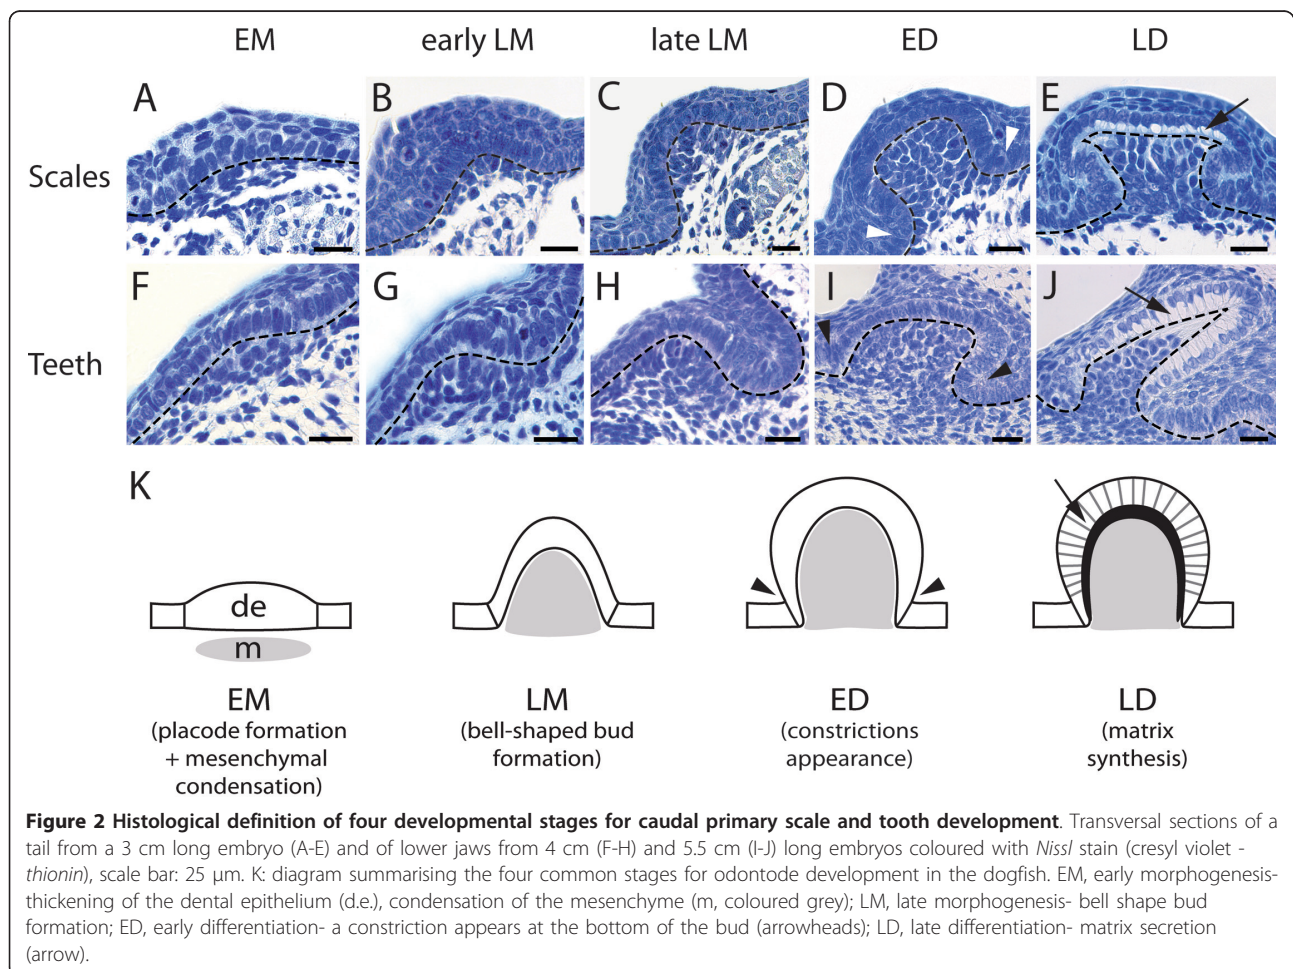 EM early LM late LM ED LD
A B C D E
Scales
F G H I J
Teeth
K
de
m
EM LM ED LD
(placode formation (bell-shaped bud (constrictions (matrix
+ mesenchymal formation) appearance) synthesis)
condensation)
Figure 2 Histological definition of four developmental stages for caudal primary scale and tooth development. Transversal sections of a
tail from a 3 cm long embryo (A-E) and of lower jaws from 4 cm (F-H) and 5.5 cm (I-J) long embryos coloured with Nissl stain (cresyl violet -
thionin), scale bar: 25 μm. K: diagram summarising the four common stages for odontode development in the dogfish. EM, early morphogenesis-
thickening of the dental epithelium (d.e.), condensation of the mesenchyme (m, coloured grey); LM, late morphogenesis- bell shape bud
formation; ED, early differentiation- a constriction appears at the bottom of the bud (arrowheads); LD, late differentiation- matrix secretion
(arrow).